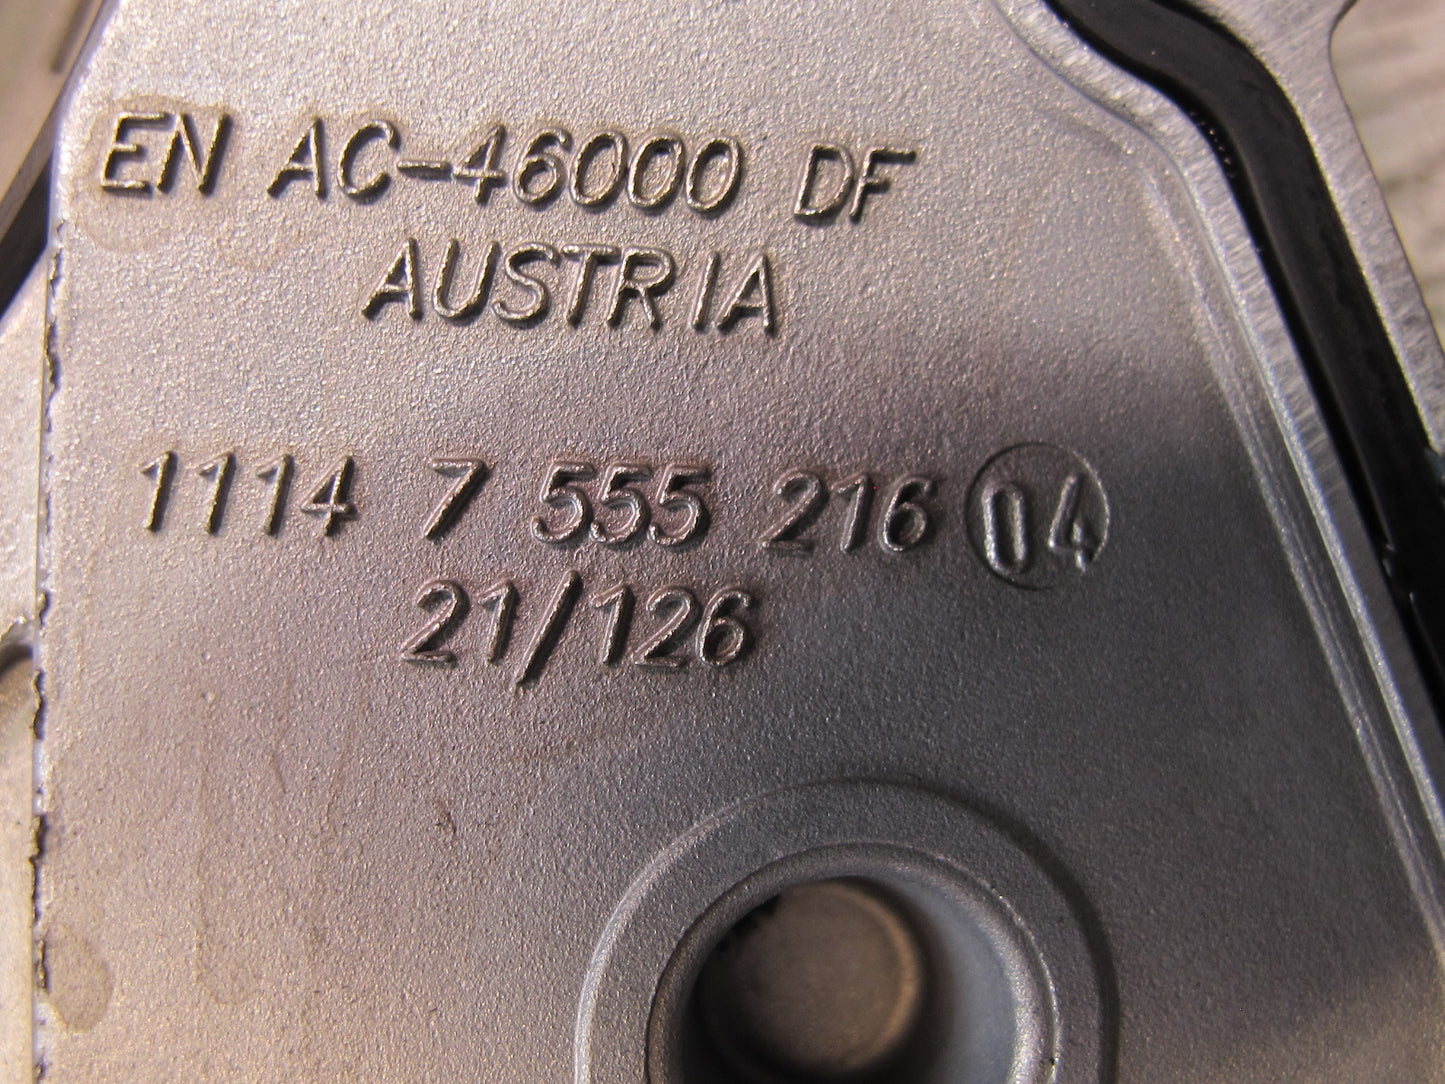 EN AC-46000 DF
AUSTRIA
1114 7 555 216 04
21/126